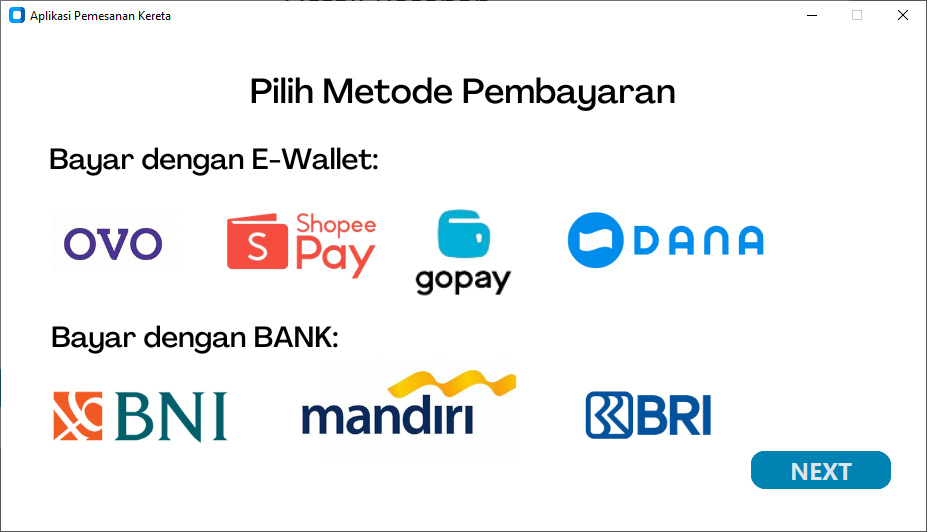 Aplikasi Pemesanan Kereta
Pilih Metode Pembayaran
Bayar dengan E-Wallet:
OVO
S
Shopee
Pay
gopay
DANA
Bayar dengan BANK:
BNI
mandiri
BRI
NEXT